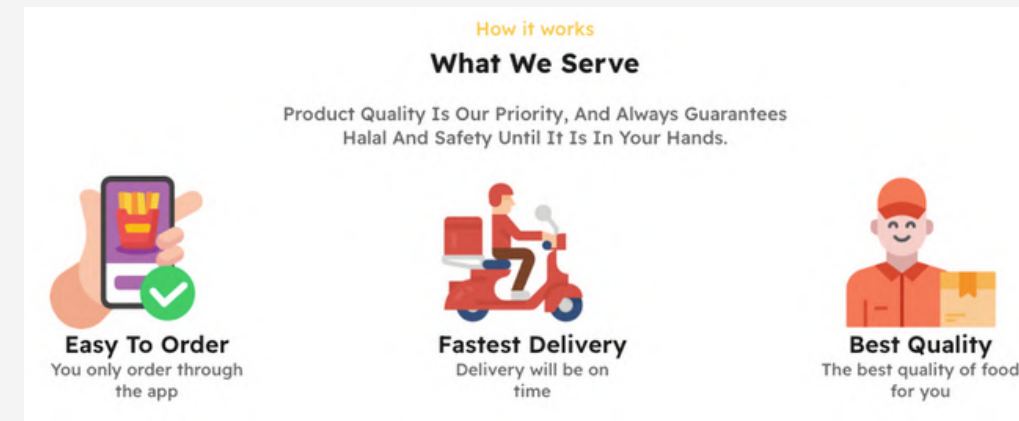 How it works
What We Serve
Product Quality Is Our Priority, And Always Guarantees
Halal And Safety Until It Is In Your Hands.
Easy To Order
You only order through
the app
Fastest Delivery
Delivery will be on
time
Best Quality
The best quality of food
for you